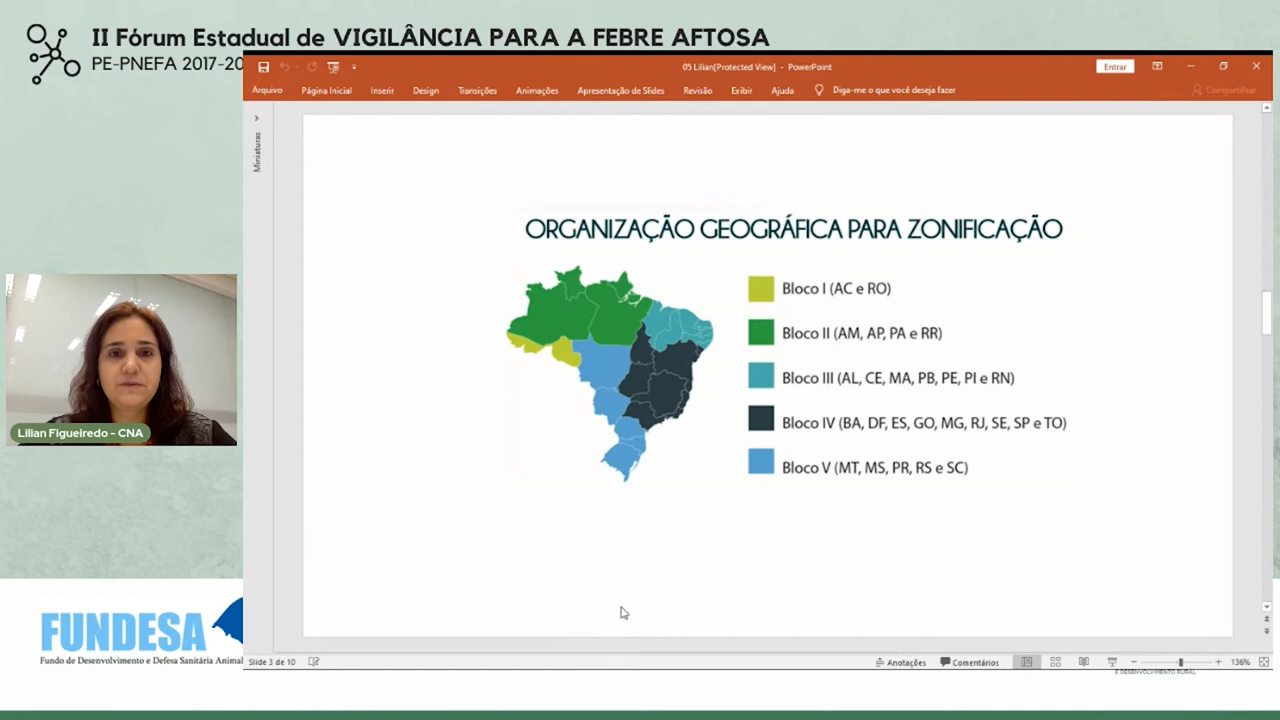 II Fórum Estadual de VIGILÂNCIA PARA A FEBRE AFTOSA
PE-PNEFA 2017-20
05 Lilian[Protected View] - PowerPoint
Entrar
Arquivo Página Inicial Inserir Design Transições Animações Apresentação de Slides Revisão Exibir Ajuda Diga-me o que você deseja fazer Compartilhar
Miniaturas
ORGANIZAÇÃO GEOGRÁFICA PARA ZONIFICAÇÃO
Bloco I (AC e RO)
Bloco II (AM, AP, PA e RR)
Bloco III (AL, CE, MA, PB, PE, PI e RN)
Bloco IV (BA, DF, ES, GO, MG, RJ, SE, SP e TO)
Bloco V (MT, MS, PR, RS e SC)
Lilian Figueiredo - CNA
FUNDESA
Fundo de Desenvolvimento e Defesa Sanitária Animal
Slide 3 de 10 Anotações Comentários 136%
E DESENVOLVIMENTO RURAL